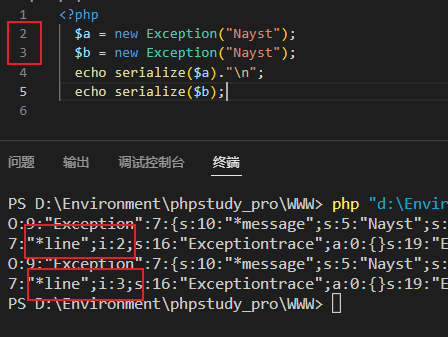 1 <?php
2 $a = new Exception("Nayst");
3 $b = new Exception("Nayst");
4 echo serialize($a)."\n";
5 echo serialize($b);
6
问题 输出 调试控制台 终端
PS D:\Environment\phpstudy_pro\WWW> php "d:\Envir
O:9:"Exception":7:{s:10:"*message";s:5:"Nayst";s:
7:"*line";i:2;s:16:"Exceptiontrace";a:0:{}s:19:"E
O:9:"Exception":7:{s:10:"*message";s:5:"Nayst";s:
7:"*line";i:3;s:16:"Exceptiontrace";a:0:{}s:19:"E
PS D:\Environment\phpstudy_pro\WWW>